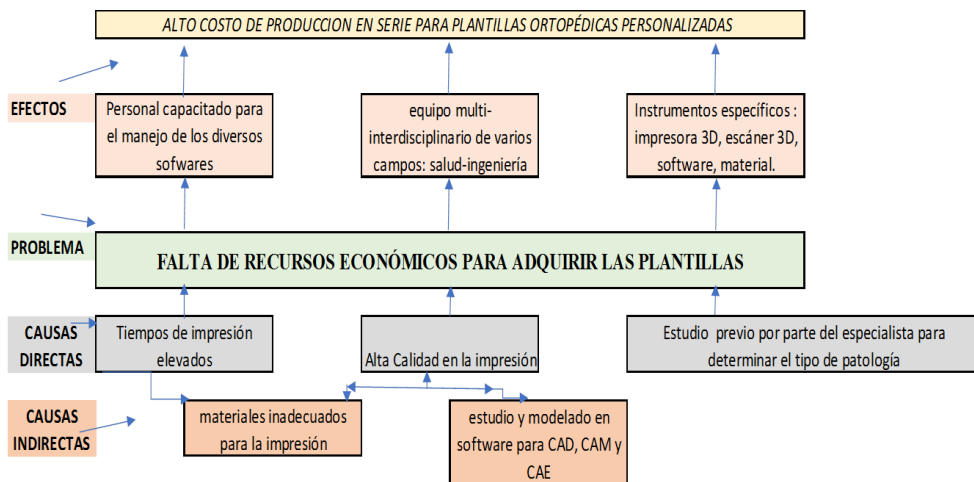 ALTO COSTO DE PRODUCCION EN SERIE PARA PLANTILLAS ORTOPÉDICAS PERSONALIZADAS
EFECTOS
Personal capacitado para
el manejo de los diversos
sofwares
equipo multi-
interdisciplinario de varios
campos: salud-ingeniería
Instrumentos específicos :
impresora 3D, escáner 3D,
software, material.
PROBLEMA
FALTA DE RECURSOS ECONÓMICOS PARA ADQUIRIR LAS PLANTILLAS
CAUSAS
DIRECTAS
Tiempos de impresión
elevados
Alta Calidad en la impresión
Estudio previo por parte del especialista para
determinar el tipo de patología
CAUSAS
INDIRECTAS
materiales inadecuados
para la impresión
estudio y modelado en
software para CAD, CAM y
CAE